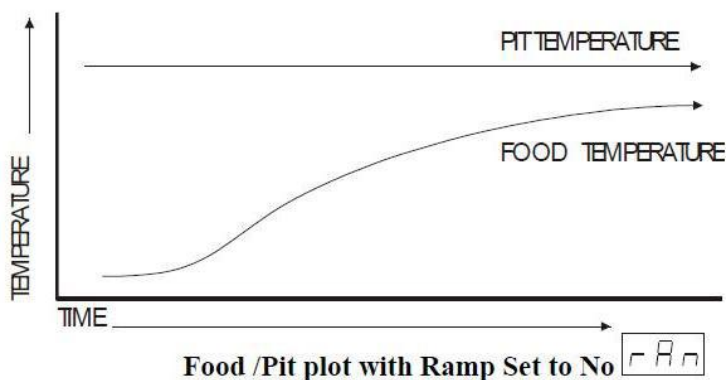 PIT TEMPERATURE
FOOD TEMPERATURE
TEMPERATURE
TIME
Food /Pit plot with Ramp Set to No rAn